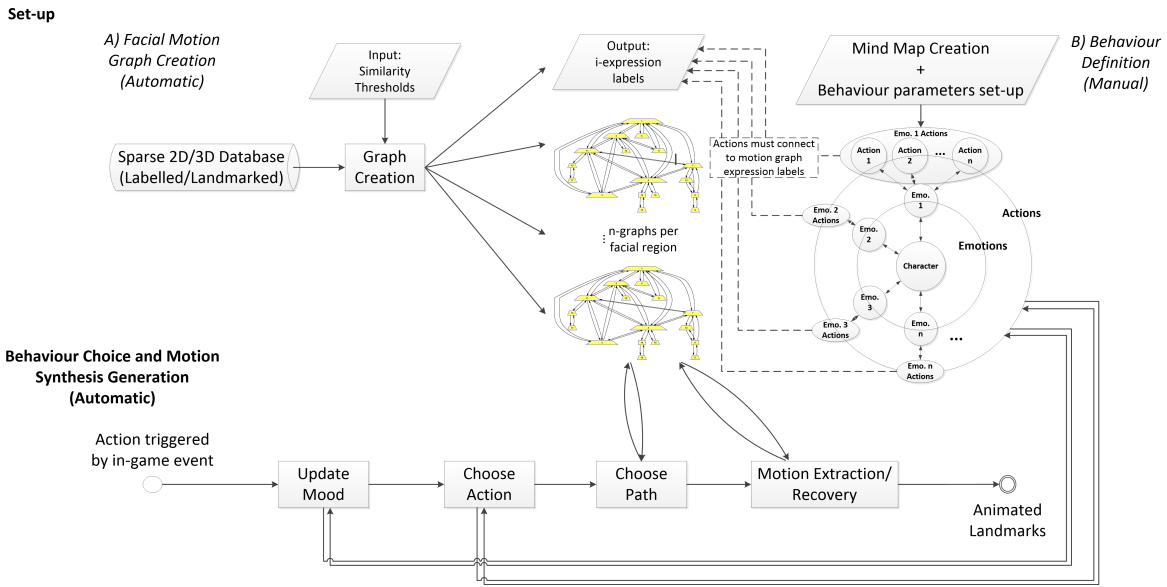 Set-up
A) Facial Motion
Graph Creation
(Automatic)
Input:
Similarity
Thresholds
Output:
i-expression
labels
Mind Map Creation
+
Behaviour parameters set-up
B) Behaviour
Definition
(Manual)
Sparse 2D/3D Database
(Labelled/Landmarked)
Graph
Creation
Actions must connect
to motion graph
expression labels
Emo. 1 Actions
Action
1
Action
2
...
Action
n
Emo.
1
Emo. 2
Actions
Emo.
2
Actions
Emotions
Character
Emo.
3
Emo. 3
Actions
Emo.
n
...
Emo. n
Actions
⋮ n-graphs per
facial region
Behaviour Choice and Motion
Synthesis Generation
(Automatic)
Action triggered
by in-game event
Update
Mood
Choose
Action
Choose
Path
Motion Extraction/
Recovery
Animated
Landmarks